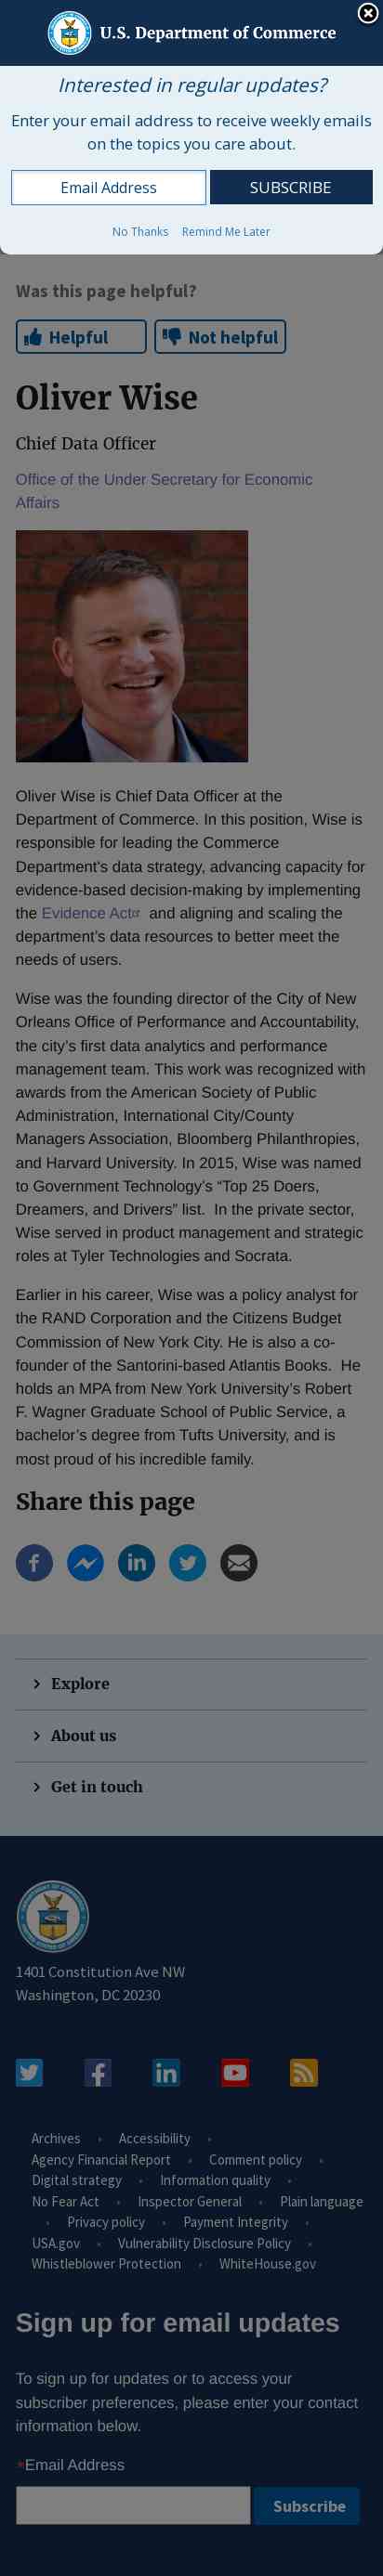 U.S. Department of Commerce
Interested in regular updates?
Enter your email address to receive weekly emails
on the topics you care about.
Email Address SUBSCRIBE
No Thanks Remind Me Later
Was this page helpful?
Helpful Not helpful
Oliver Wise
Chief Data Officer
Office of the Under Secretary for Economic
Affairs
Oliver Wise is Chief Data Officer at the
Department of Commerce. In this position, Wise is
responsible for leading the Commerce
Department's data strategy, advancing capacity for
evidence-based decision-making by implementing
the Evidence Act and aligning and scaling the
department’s data resources to better meet the
needs of users.
Wise was the founding director of the City of New
Orleans Office of Performance and Accountability,
the city’s first data analytics and performance
management team. This work was recognized with
awards from the American Society of Public
Administration, International City/County
Managers Association, Bloomberg Philanthropies,
and Harvard University. In 2015, Wise was named
to Government Technology’s “Top 25 Doers,
Dreamers, and Drivers” list. In the private sector,
Wise served in product management and strategic
roles at Tyler Technologies and Socrata.
Earlier in his career, Wise was a policy analyst for
the RAND Corporation and the Citizens Budget
Commission of New York City. He is also a co-
founder of the Santorini-based Atlantis Books. He
holds an MPA from New York University’s Robert
F. Wagner Graduate School of Public Service, a
bachelor’s degree from Tufts University, and is
most proud of his incredible family.
Share this page
Explore
About us
Get in touch
1401 Constitution Ave NW
Washington, DC 20230
Archives • Accessibility •
Agency Financial Report • Comment policy •
Digital strategy • Information quality •
No Fear Act • Inspector General • Plain language
• Privacy policy • Payment Integrity •
USA.gov • Vulnerability Disclosure Policy •
Whistleblower Protection • WhiteHouse.gov
Sign up for email updates
To sign up for updates or to access your
subscriber preferences, please enter your contact
information below.
*Email Address
Subscribe